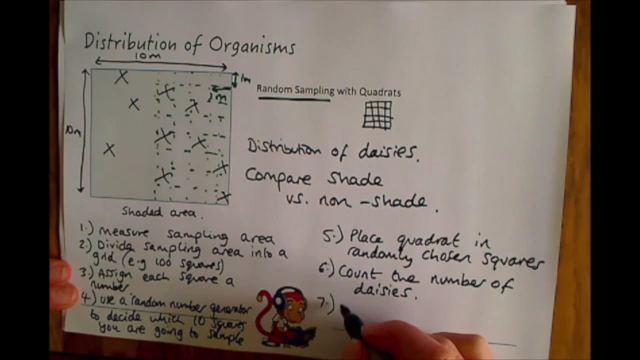 Distribution of Organisms
10m
1m
1m
10m
Shaded area.
Random Sampling with Quadrats
Distribution of daisies.
Compare Shade
vs. non-shade.
1.) Measure sampling area
2) Divide sampling area into a
grid (e.g 100 squares)
3.) Assign each square a
number
4.) use a random number generator
to decide which 10 squares
you are going to sample
5.) Place quadrat in
randomly chosen squares
6.) Count the number of
daisies.
7.)